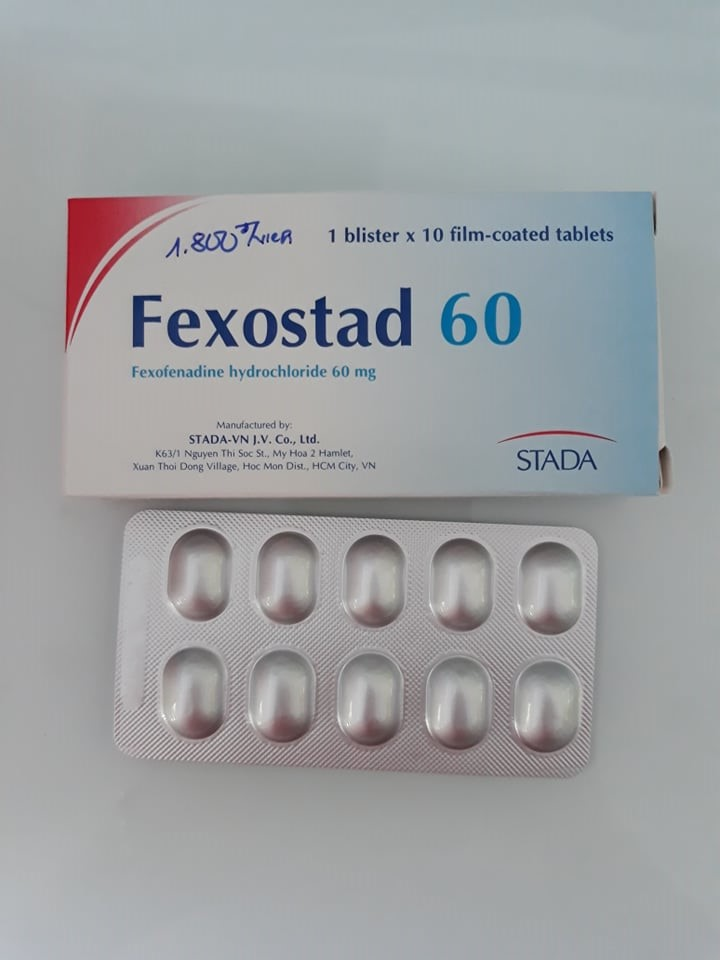 1.800đ/viên
1 blister x 10 film-coated tablets
Fexostad 60
Fexofenadine hydrochloride 60 mg
Manufactured by:
STADA-VN J.V. Co., Ltd.
K63/1 Nguyen Thi Soc St., My Hoa 2 Hamlet,
Xuan Thoi Dong Village, Hoc Mon Dist., HCM City, VN
STADA